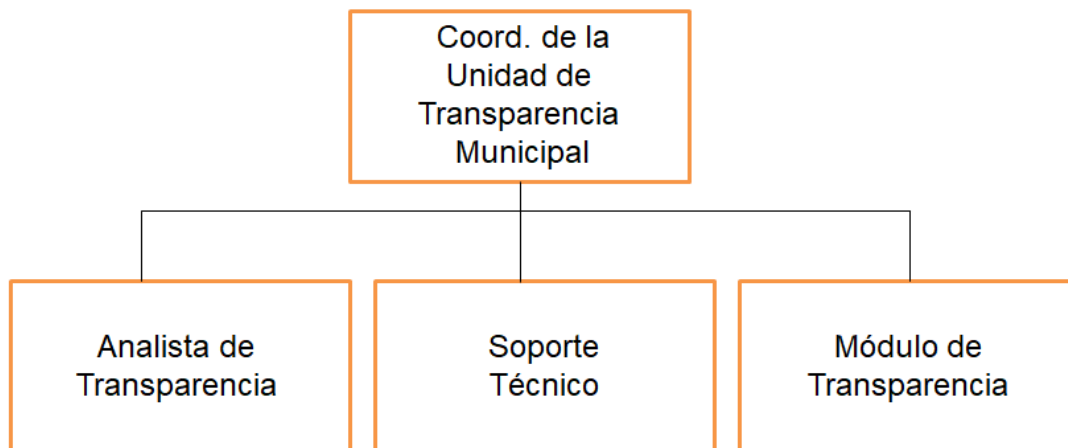 Coord. de la
Unidad de
Transparencia
Municipal
Analista de
Transparencia
Soporte
Técnico
Módulo de
Transparencia